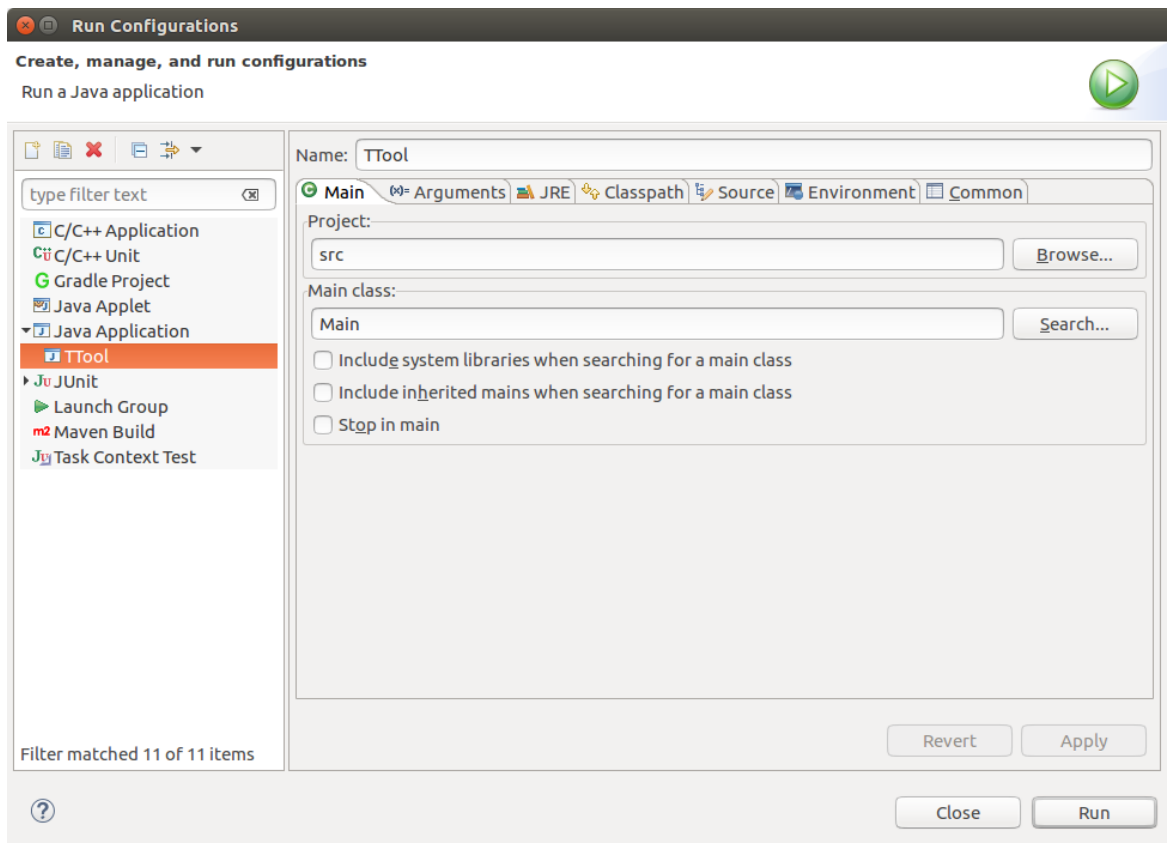 Run Configurations
Create, manage, and run configurations
Run a Java application
type filter text
C/C++ Application
C/C++ Unit
Gradle Project
Java Applet
Java Application
TTool
JUnit
Launch Group
Maven Build
Task Context Test
Filter matched 11 of 11 items
Name: TTool
Main (x)= Arguments JRE Classpath Source Environment Common
Project:
src Browse...
Main class:
Main Search...
Include system libraries when searching for a main class
Include inherited mains when searching for a main class
Stop in main
Revert Apply
? Close Run